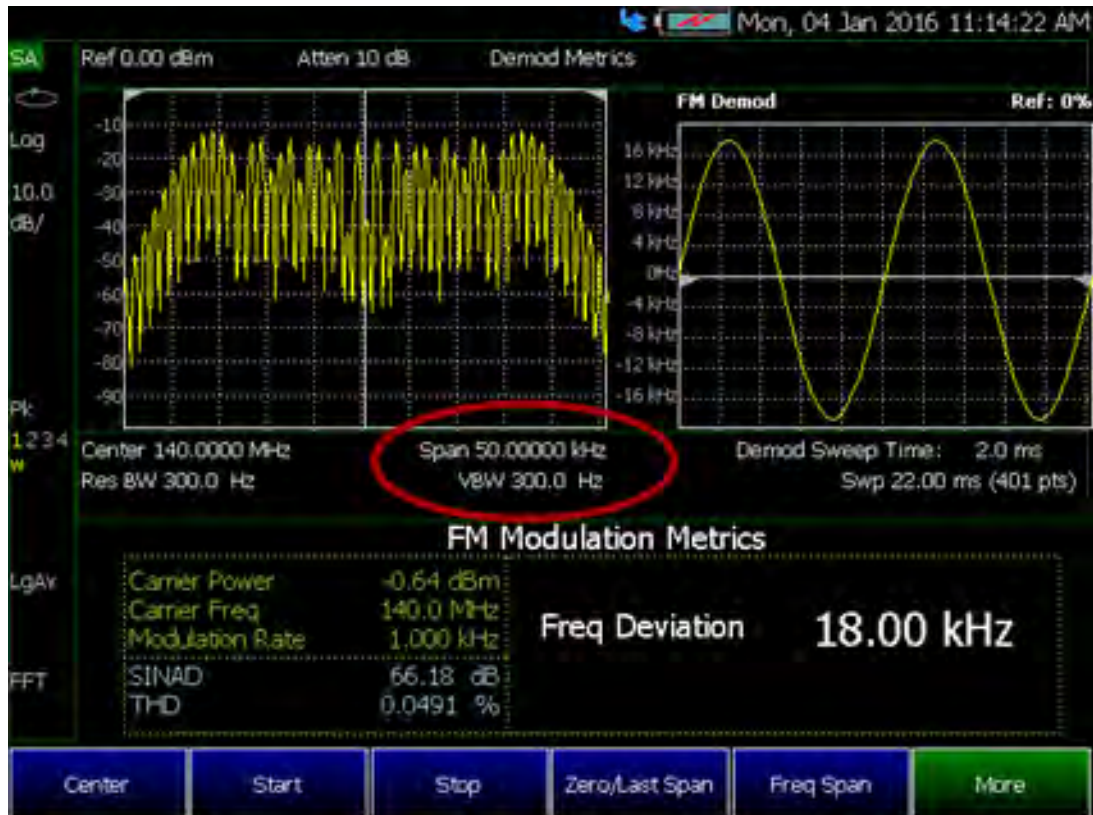 Mon, 04 Jan 2016 11:14:22 AM
SA
Ref 0.00 dBm Atten 10 dB Demod Metrics
Log
10.0
dB/
Pk
1234
W
LgAv
FFT
-10
-20
-30
-40
-50
-60
-70
-80
-90
FM Demod Ref: 0%
16 kHz
12 kHz
8 kHz
4 kHz
0Hz
-4 kHz
-8 kHz
-12 kHz
-16 kHz
Center 140.0000 MHz Span 50.00000 kHz
Res BW 300.0 Hz VBW 300.0 Hz
Demod Sweep Time: 2.0 ms
Swp 22.00 ms (401 pts)
FM Modulation Metrics
Carrier Power -0.64 dBm
Carrier Freq 140.0 MHz
Modulation Rate 1.000 kHz
SINAD 66.18 dB
THD 0.0491 %
Freq Deviation 18.00 kHz
Center Start Stop Zero/Last Span Freq Span More